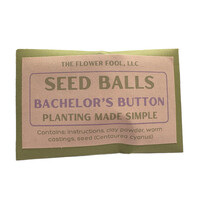 THE FLOWER FOOL, LLC
SEED BALLS
BACHELOR'S BUTTON
PLANTING MADE SIMPLE
Contains: instructions, clay powder, worm
castings, seed (Centaurea cyanus)